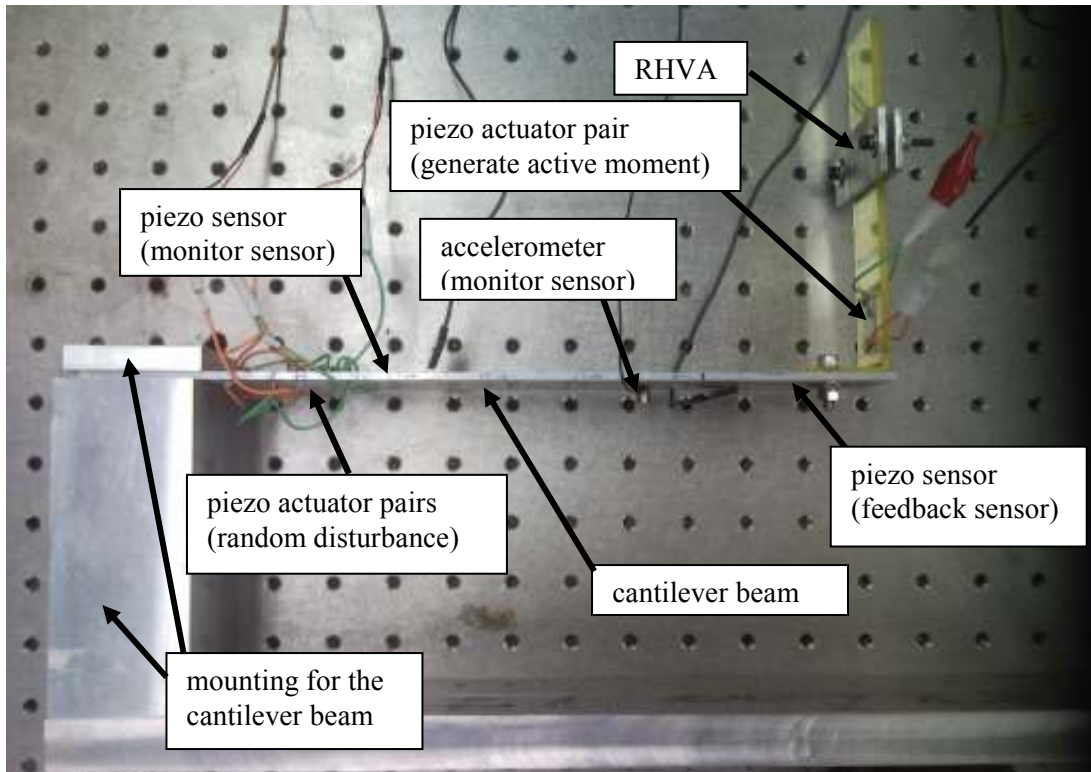 RHVA
piezo actuator pair
(generate active moment)
piezo sensor
(monitor sensor)
accelerometer
(monitor sensor)
piezo actuator pairs
(random disturbance)
piezo sensor
(feedback sensor)
cantilever beam
mounting for the
cantilever beam